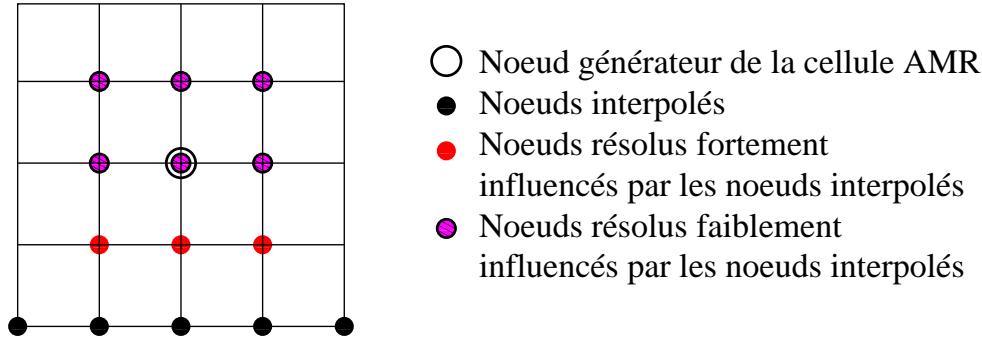 Noeud générateur de la cellule AMR
Noeuds interpolés
Noeuds résolus fortement
influencés par les noeuds interpolés
Noeuds résolus faiblement
influencés par les noeuds interpolés